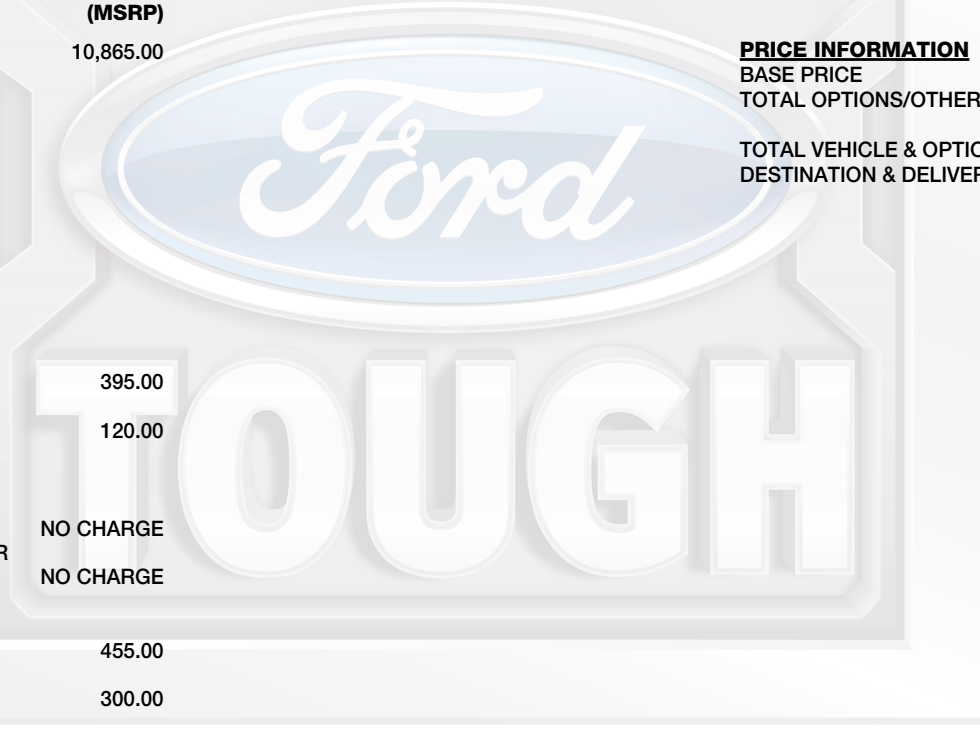 (MSRP)
10,865.00
395.00
120.00
NO CHARGE
R
NO CHARGE
455.00
300.00
PRICE INFORMATION
BASE PRICE
TOTAL OPTIONS/OTHER
TOTAL VEHICLE & OPTIO
DESTINATION & DELIVER
Ford
TOUGH